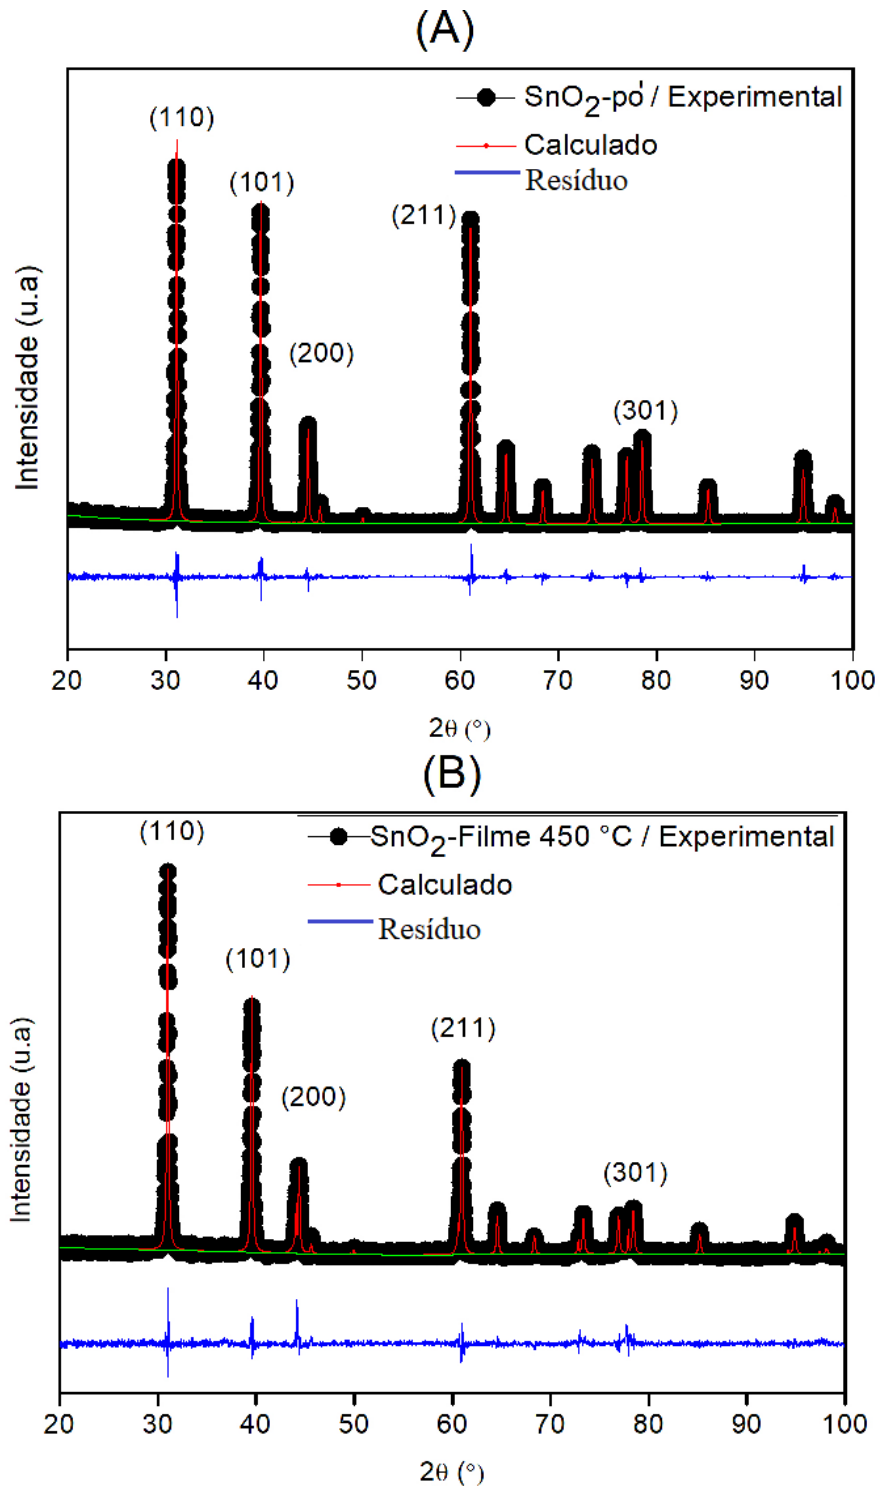 (A)
SnO2-po' / Experimental
Calculado
Resíduo
(110)
(101)
(211)
(200)
(301)
Intensidade (u.a)
20 30 40 50 60 70 80 90 100
2θ (°)
(B)
SnO2-Filme 450 °C / Experimental
Calculado
Resíduo
(110)
(101)
(211)
(200)
(301)
Intensidade (u.a)
20 30 40 50 60 70 80 90 100
2θ (°)